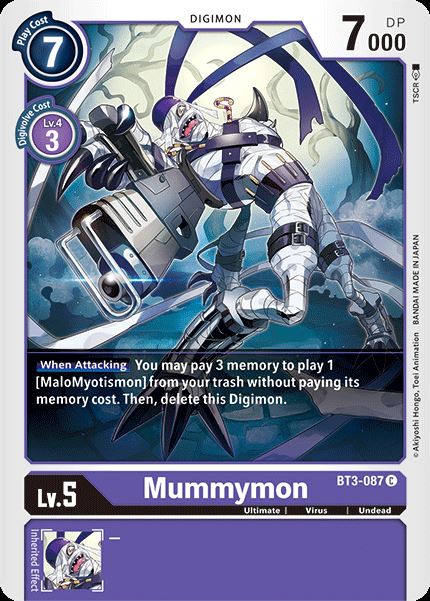 Play Cost
7
DIGIMON
DP
7000
Digivolve Cost
Lv.4
3
TSCR
© Akiyoshi Hongo, Toei Animation BANDAI MADE IN JAPAN
When Attacking You may pay 3 memory to play 1
[MaloMyotismon] from your trash without paying its
memory cost. Then, delete this Digimon.
BT3-087 C
Lv.5
Mummymon
Ultimate | Virus | Undead
Inherited Effect
–